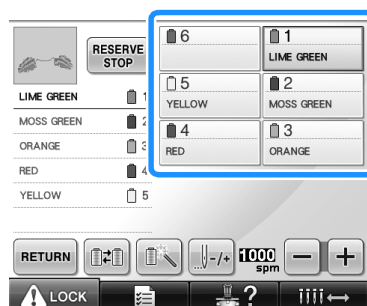 RESERVE
STOP
6
1
LIME GREEN
5
YELLOW
2
MOSS GREEN
4
RED
3
ORANGE
LIME GREEN 1
MOSS GREEN 2
ORANGE 3
RED 4
YELLOW 5
RETURN
-/+
1000
spm
- +
LOCK
?